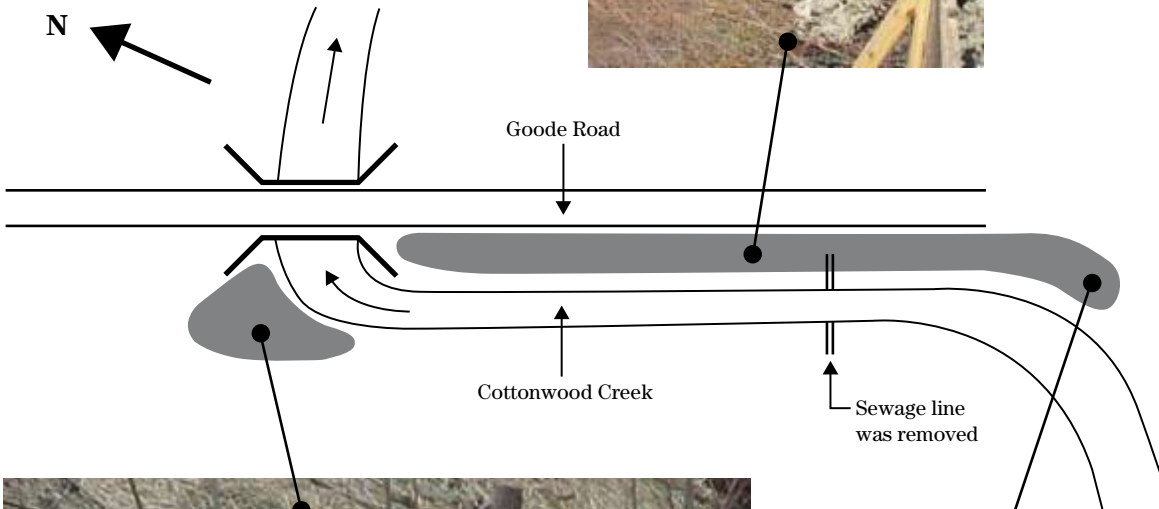 N
Goode Road
Cottonwood Creek
Sewage line
was removed